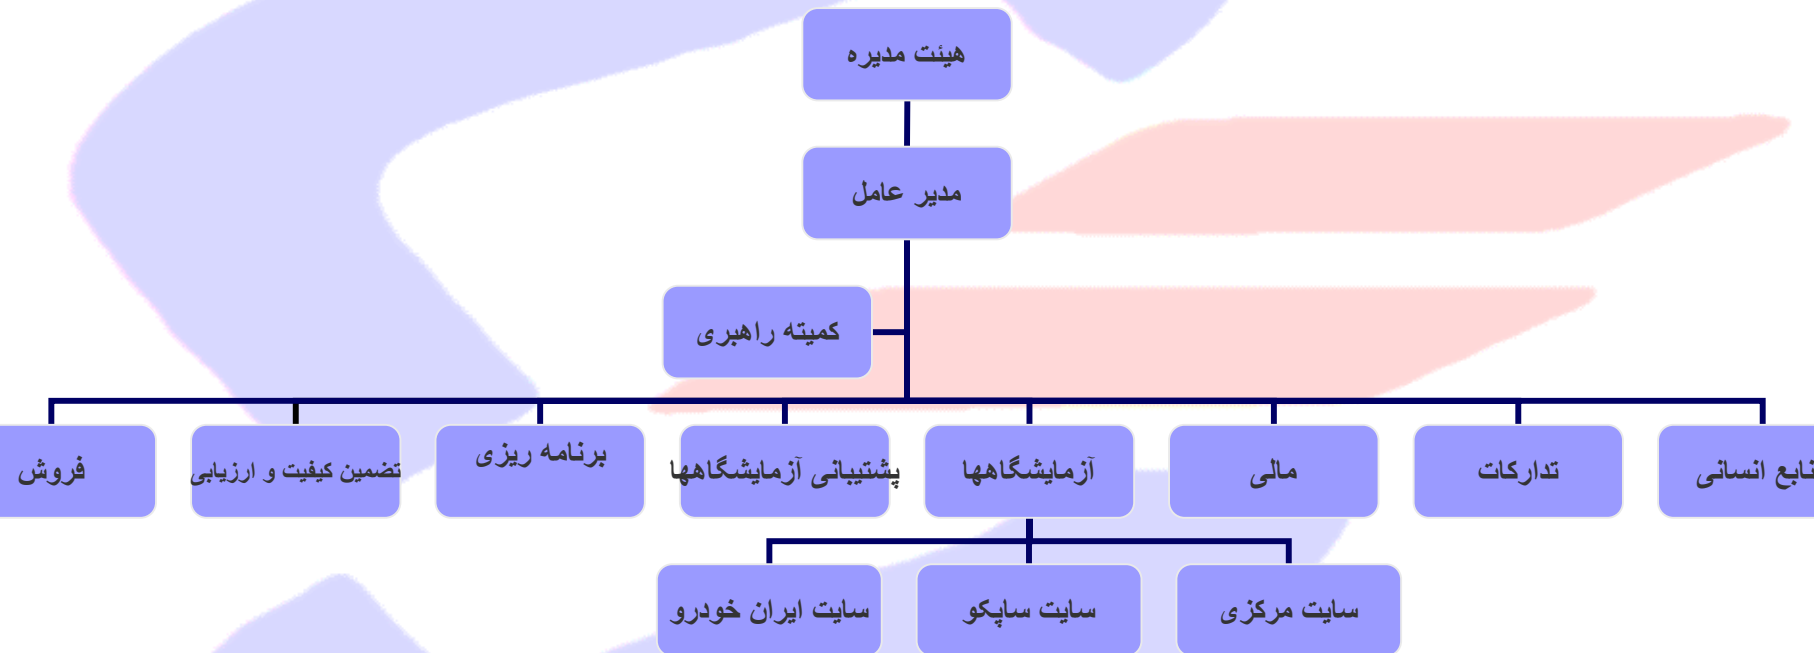 هیئت مدیره
مدیر عامل
کمیته راهبری
نابع انسانی
تدارکات
مالی
آزمایشگاهها
پشتیبانی آزمایشگاهها
برنامه ریزی
تضمین کیفیت و ارزیابی
فروش
سایت مرکزی
سایت ساپکو
سایت ایران خودرو